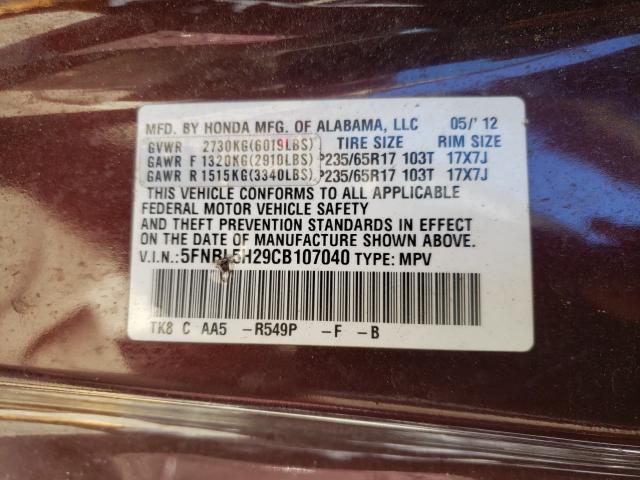 MFD. BY HONDA MFG. OF ALABAMA, LLC 05/'12
GVWR 2730KG(6019LBS) TIRE SIZE RIM SIZE
GAWR F 1320KG(2910LBS) P235/65R17 103T 17X7J
GAWR R 1515KG(3340LBS) P235/65R17 103T 17X7J
THIS VEHICLE CONFORMS TO ALL APPLICABLE
FEDERAL MOTOR VEHICLE SAFETY
AND THEFT PREVENTION STANDARDS IN EFFECT
ON THE DATE OF MANUFACTURE SHOWN ABOVE.
V.I.N.: 5FNRL5H29CB107040 TYPE: MPV
TK8 C AA5 -R549P -F -B